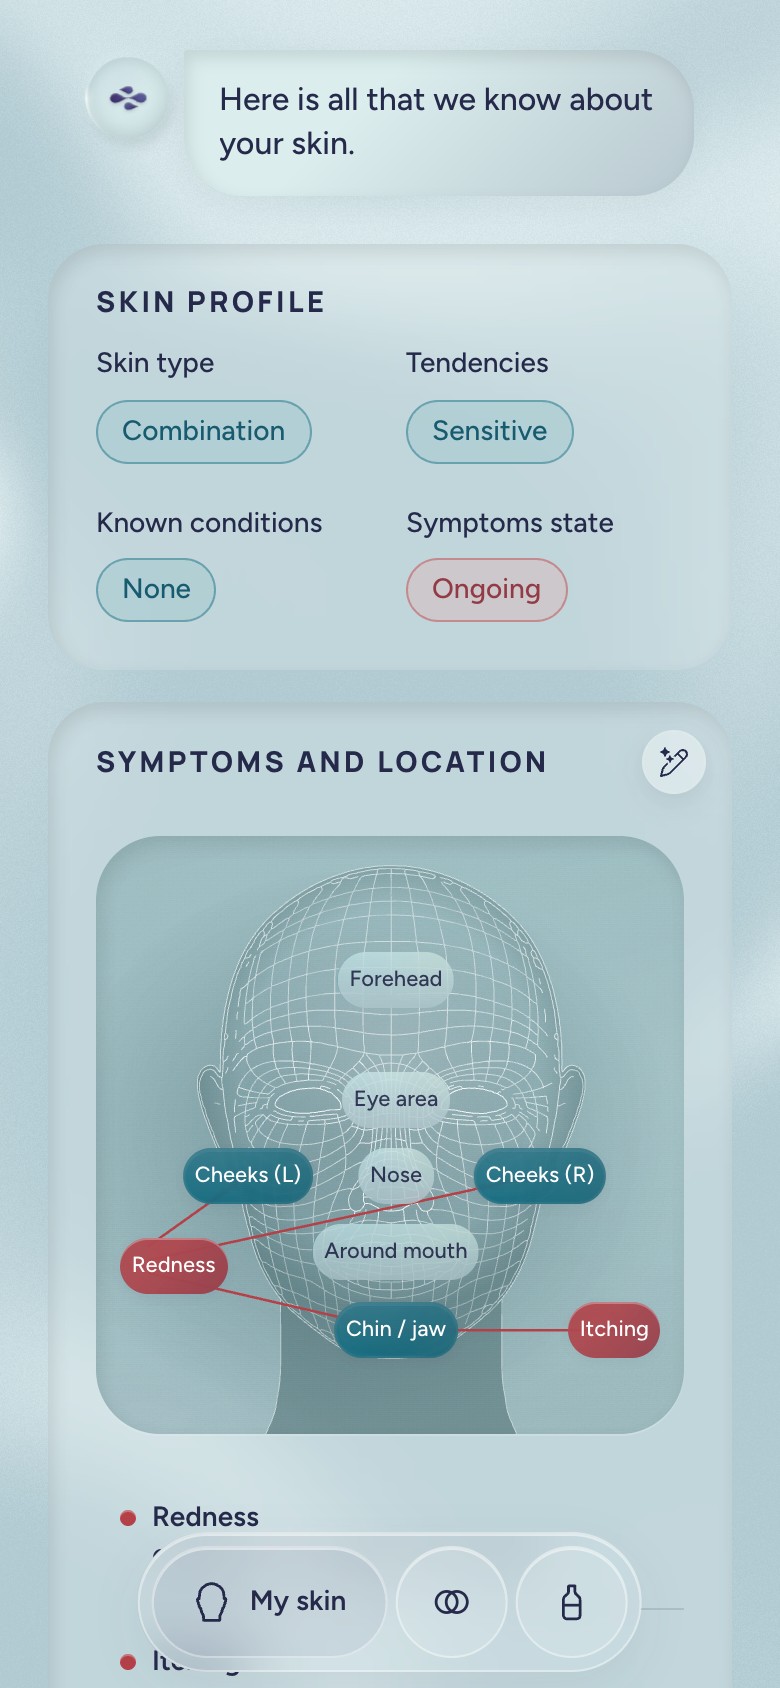 Here is all that we know about
your skin.
SKIN PROFILE
Skin type
Tendencies
Combination
Sensitive
Known conditions
Symptoms state
None
Ongoing
SYMPTOMS AND LOCATION
Forehead
Eye area
Cheeks (L)
Nose
Cheeks (R)
Around mouth
Redness
Chin / jaw
Itching
Redness
My skin